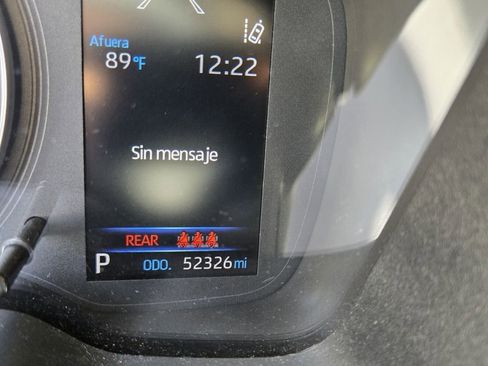 Afuera
89°F 12:22
Sin mensaje
REAR
P ODO. 52326 mi